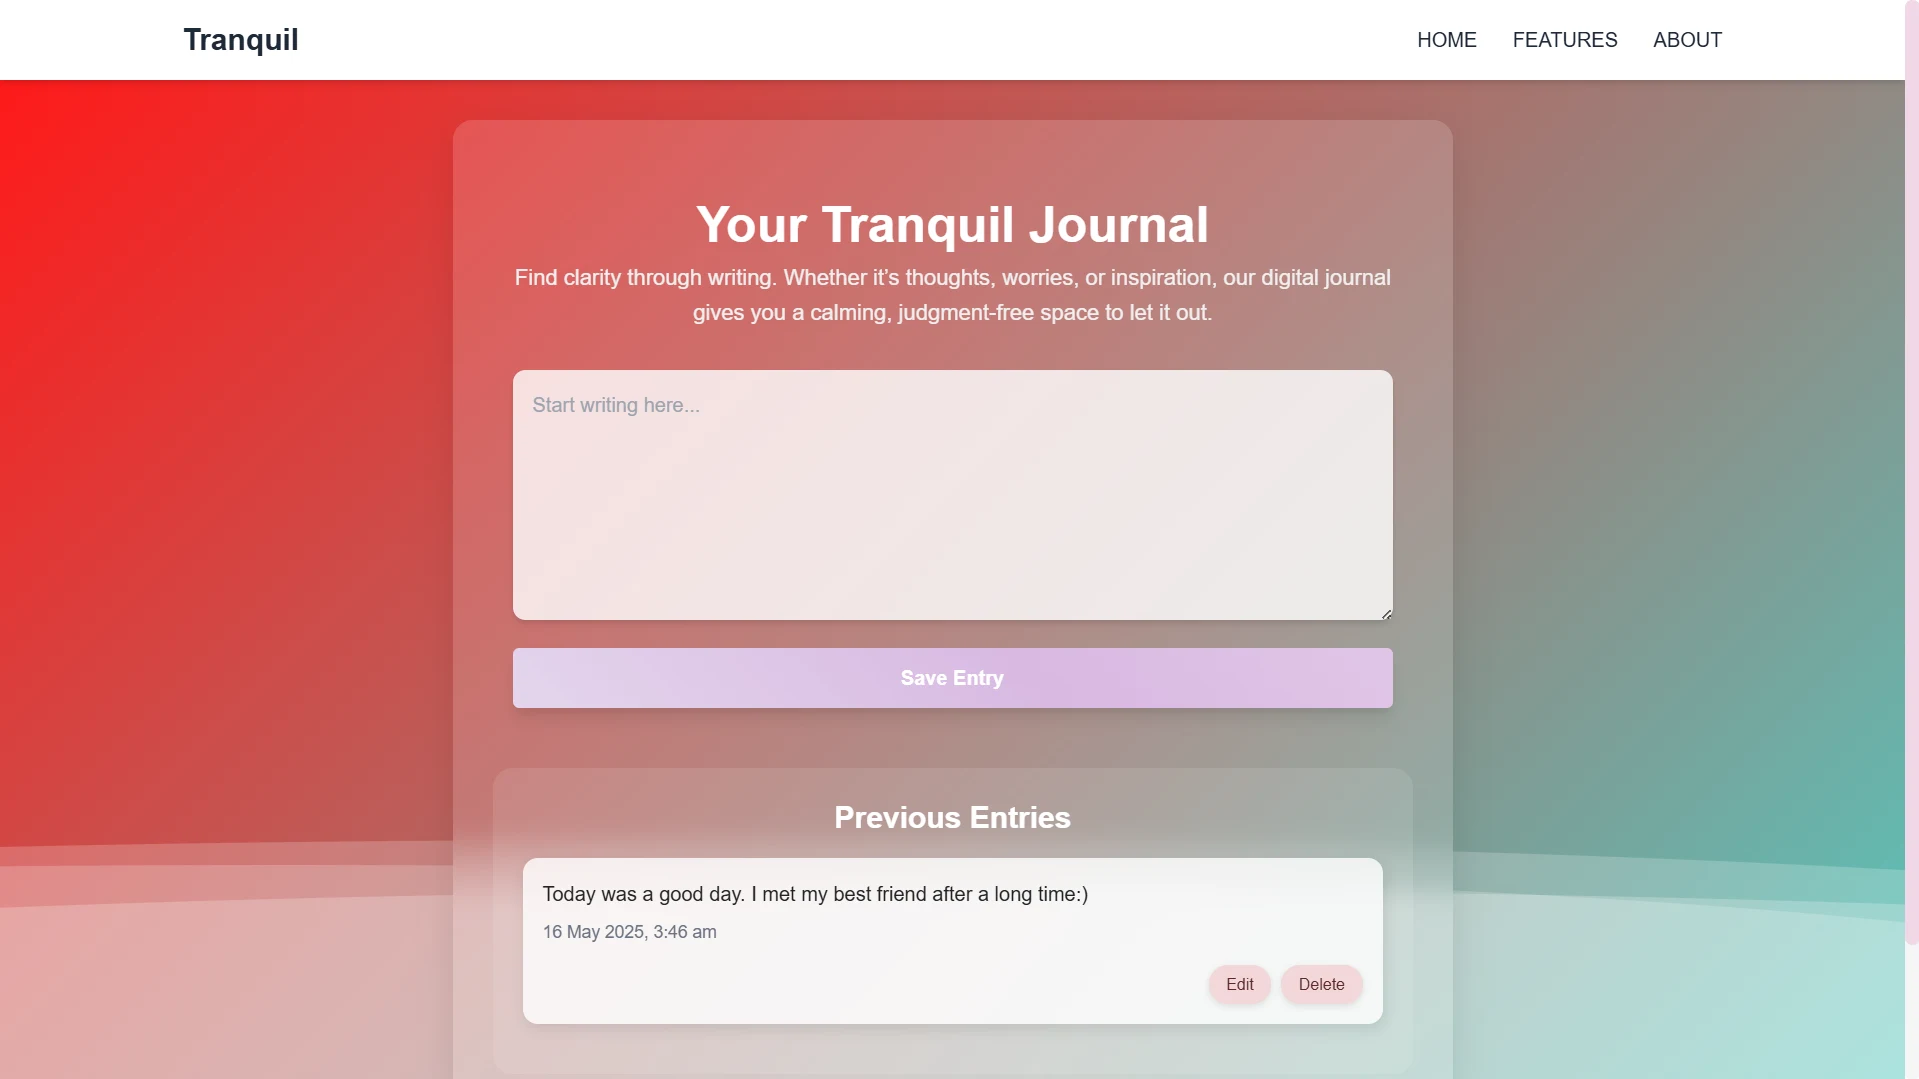 Tranquil
HOME FEATURES ABOUT
Your Tranquil Journal
Find clarity through writing. Whether it’s thoughts, worries, or inspiration, our digital journal
gives you a calming, judgment-free space to let it out.
Start writing here...
Save Entry
Previous Entries
Today was a good day. I met my best friend after a long time:)
16 May 2025, 3:46 am
Edit Delete